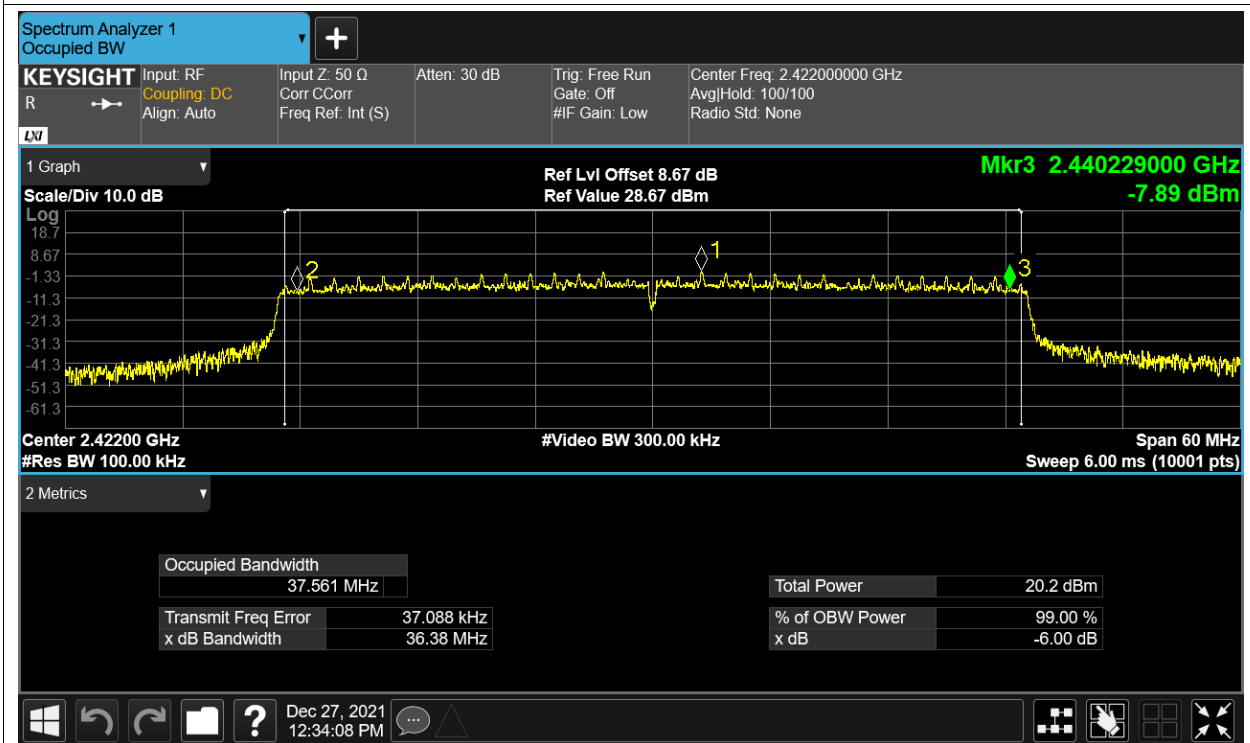 Spectrum Analyzer 1
Occupied BW
KEYSIGHT
R
LXI
Input: RF
Coupling: DC
Align: Auto
Input Z: 50 Ω
Corr CCorr
Freq Ref: Int (S)
Atten: 30 dB
Trig: Free Run
Gate: Off
#IF Gain: Low
Center Freq: 2.422000000 GHz
Avg|Hold: 100/100
Radio Std: None
1 Graph
Scale/Div 10.0 dB
Ref Lvl Offset 8.67 dB
Ref Value 28.67 dBm
Mkr3 2.440229000 GHz
-7.89 dBm
Log
18.7
8.67
-1.33
-11.3
-21.3
-31.3
-41.3
-51.3
-61.3
2
1
3
Center 2.42200 GHz
#Res BW 100.00 kHz
#Video BW 300.00 kHz
Span 60 MHz
Sweep 6.00 ms (10001 pts)
2 Metrics
Occupied Bandwidth
37.561 MHz
Transmit Freq Error 37.088 kHz
x dB Bandwidth 36.38 MHz
Total Power 20.2 dBm
% of OBW Power 99.00 %
x dB -6.00 dB
?
Dec 27, 2021
12:34:08 PM